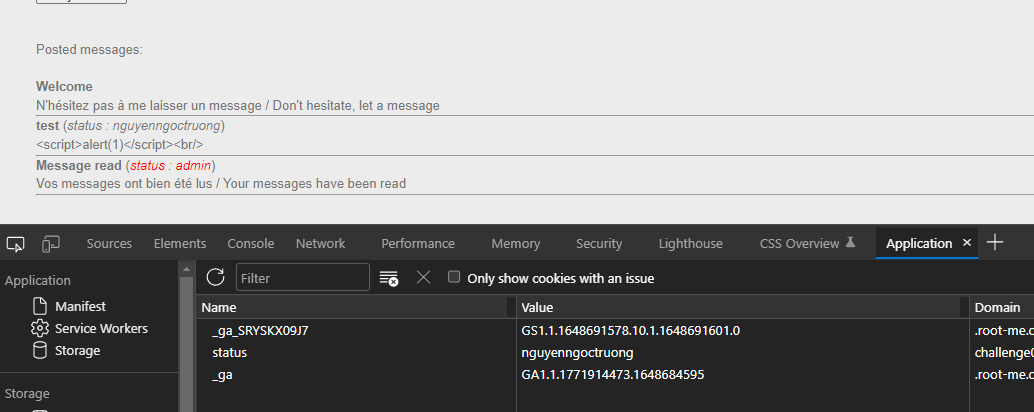 Posted messages:
Welcome
N'hésitez pas à me laisser un message / Don't hesitate, let a message
test (status : nguyenngoctruong)
<script>alert(1)</script><br/>
Message read (status : admin)
Vos messages ont bien été lus / Your messages have been read
Sources Elements Console Network Performance Memory Security Lighthouse CSS Overview Application
Application
Manifest
Service Workers
Storage
Storage
Filter Only show cookies with an issue
Name Value Domain
_ga_SRYSKX09J7 GS1.1.1648691578.10.1.1648691601.0 .root-me.
status nguyenngoctruong challenge
_ga GA1.1.1771914473.1648684595 .root-me.